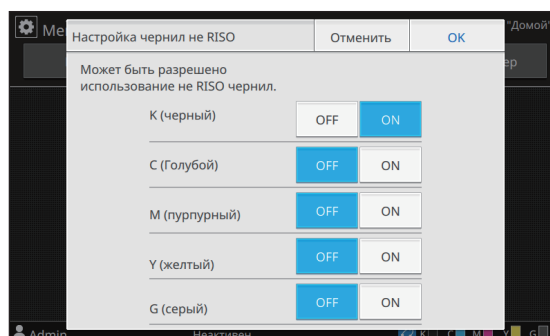 Настройка чернил не RISO
Отменить
OK
"Домой"
Может быть разрешено
использование не RISO чернил.
K (черный)
OFF
ON
C (Голубой)
OFF
ON
M (пурпурный)
OFF
ON
Y (желтый)
OFF
ON
G (серый)
OFF
ON
Admin
Неактивен
K
C
M
Y
G